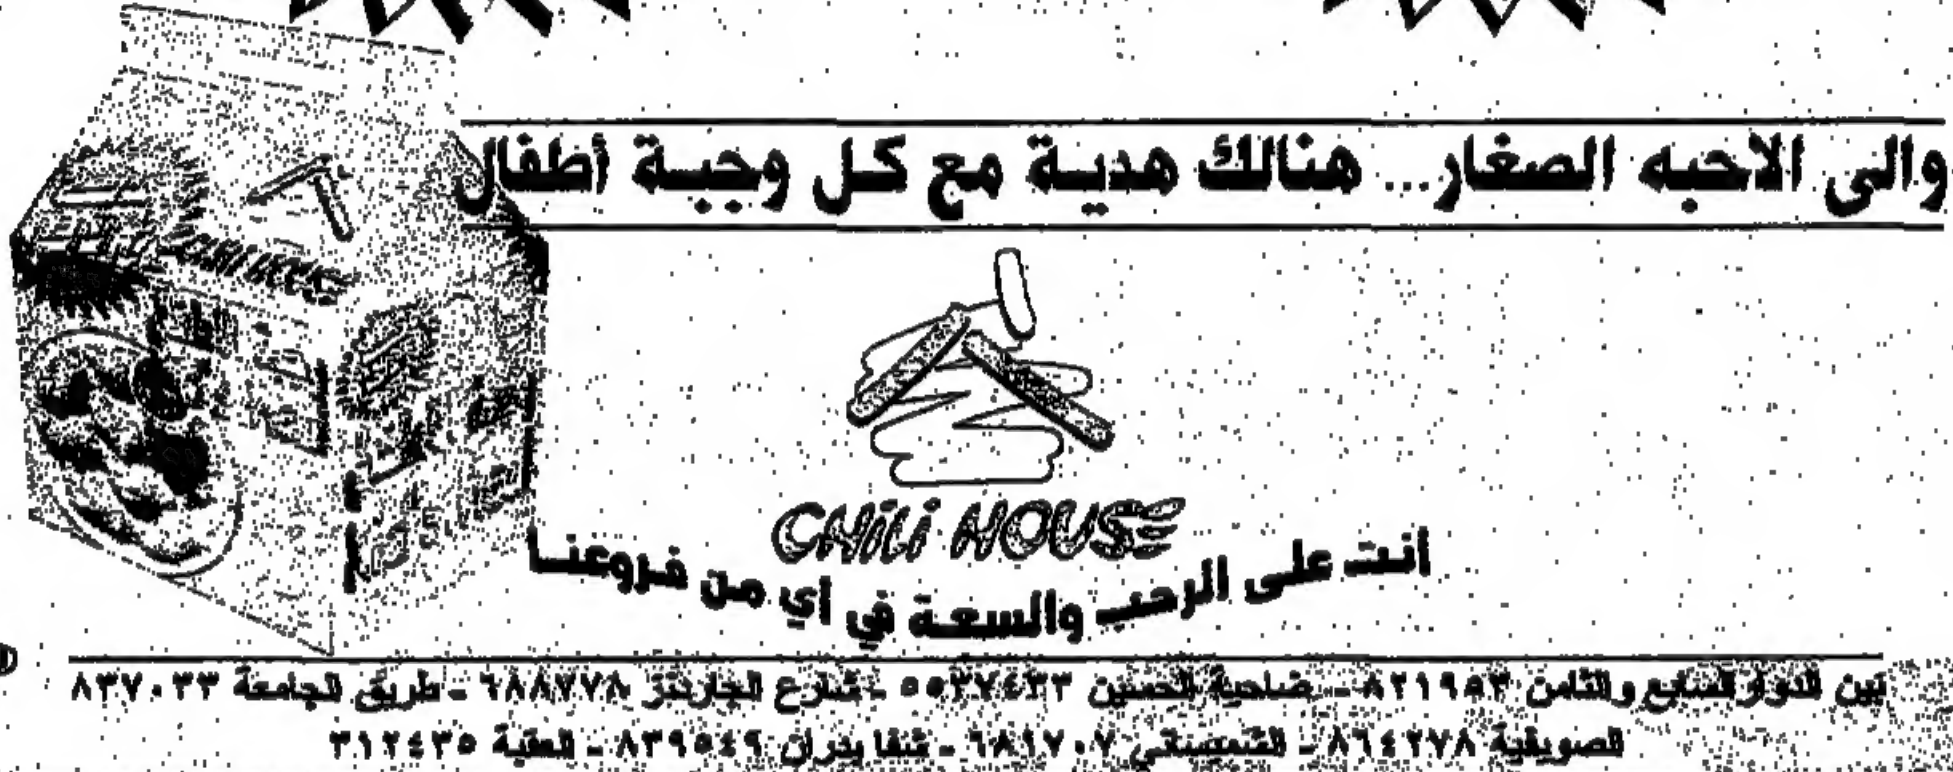 والى الاحبه الصغار... هنالك هدية مع كل وجبة أطفال
CHILI HOUSE
أنت على الرحب والسعة في أي من فروعنا
بين الدوار السابع والثامن ٨٢١٩٥٣ - ضاحية الحسين ٥٥٣٧٤٣٣ - شارع الجاردنز ٦٨٨٧٧٨ - طريق الجامعة ٨٣٧٠٣٣
الصويفية ٨٦٤٢٧٨ - الشميساني ٦٨١٧٠٧ - شفا بدران ٨٣٩٥٤٩ - العقبة ٣١٢٤٣٥